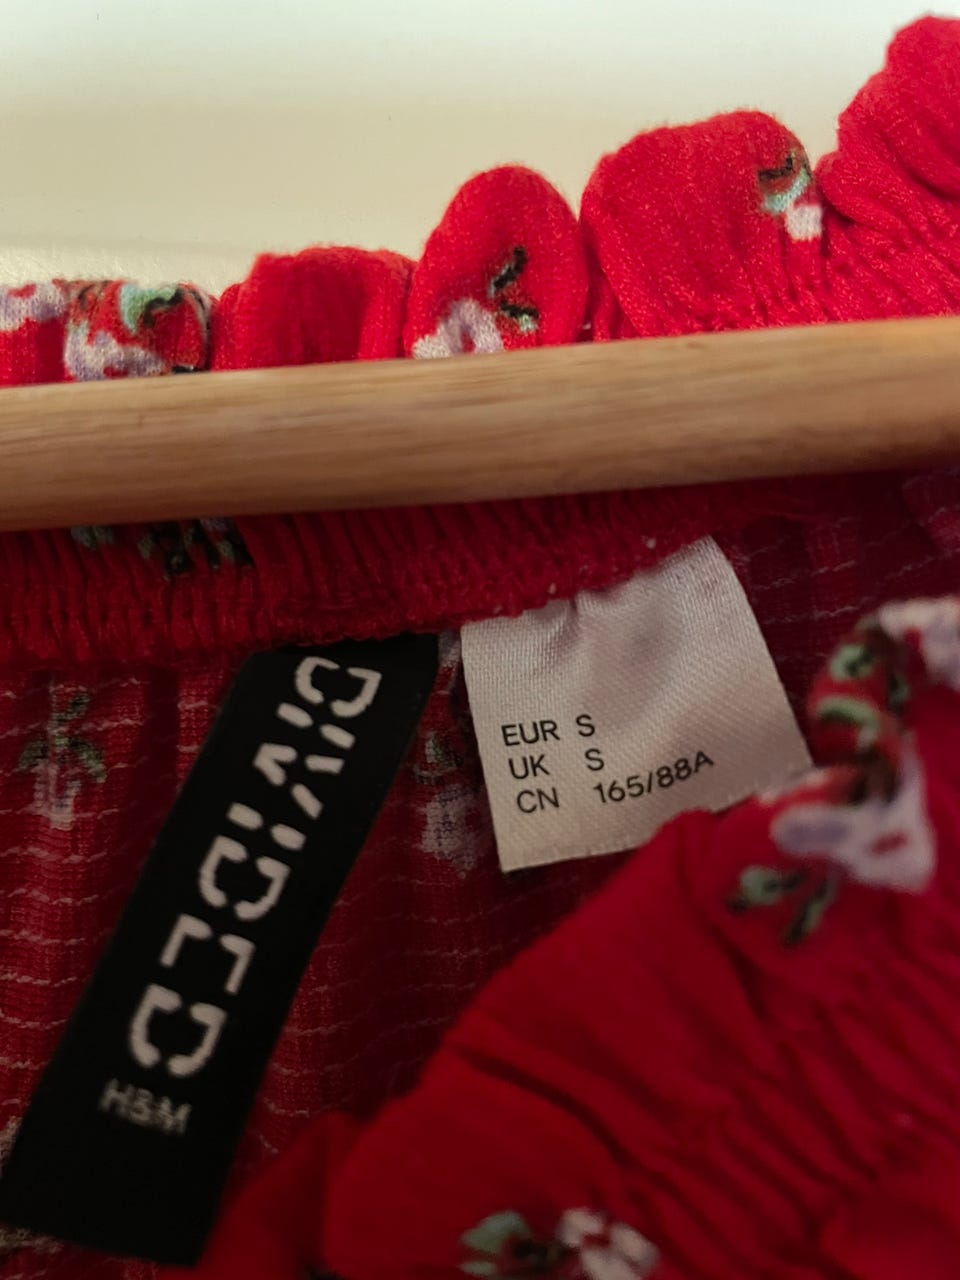 DIVIDED
H&M
EUR S
UK S
CN 165/88A